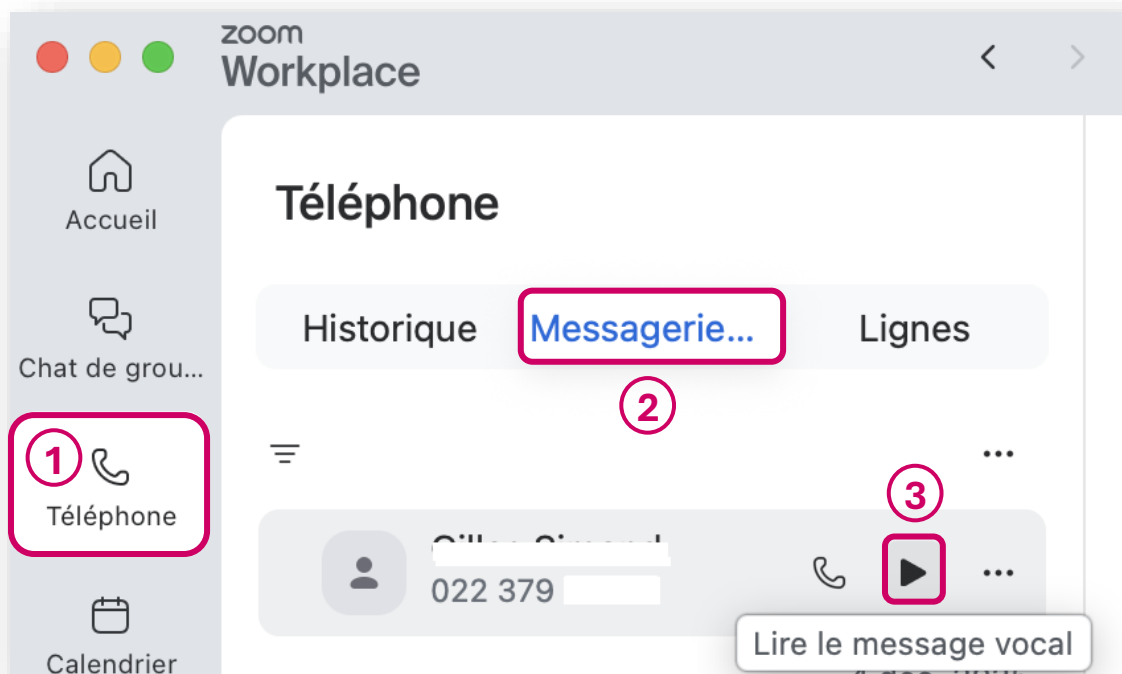 zoom
Workplace
Accueil
Chat de grou...
1
Téléphone
Calendrier
Téléphone
Historique
Messagerie...
Lignes
2
3
022 379
Lire le message vocal